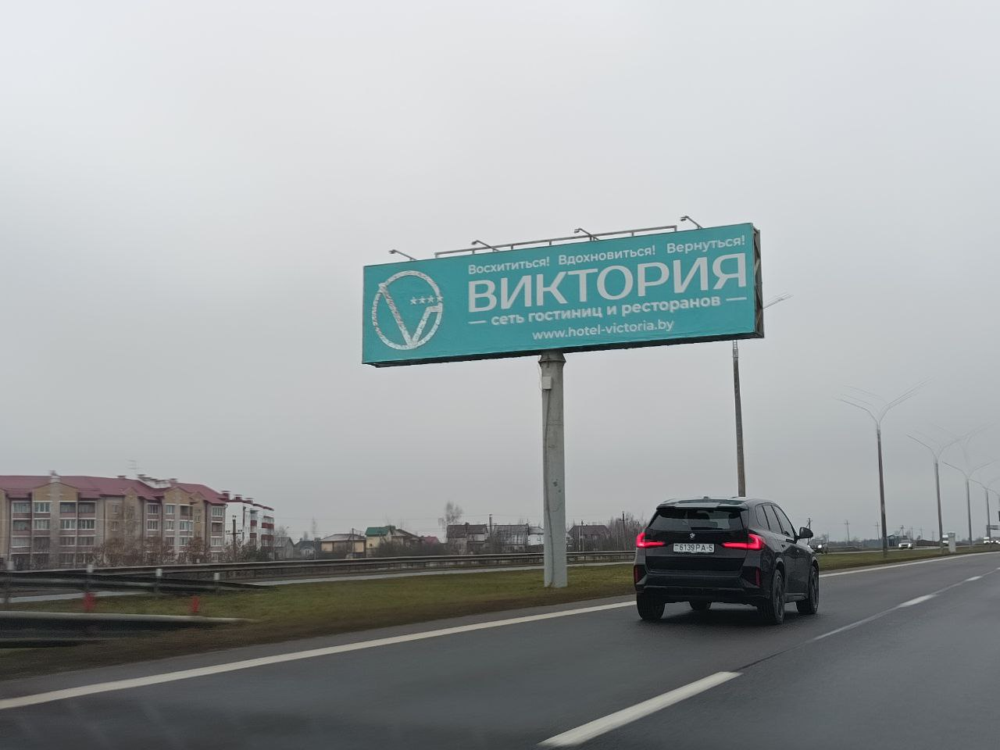 Восхититься! Вдохновиться! Вернуться!
ВИКТОРИЯ
— сеть гостиниц и ресторанов —
www.hotel-victoria.by
6139 PA-5